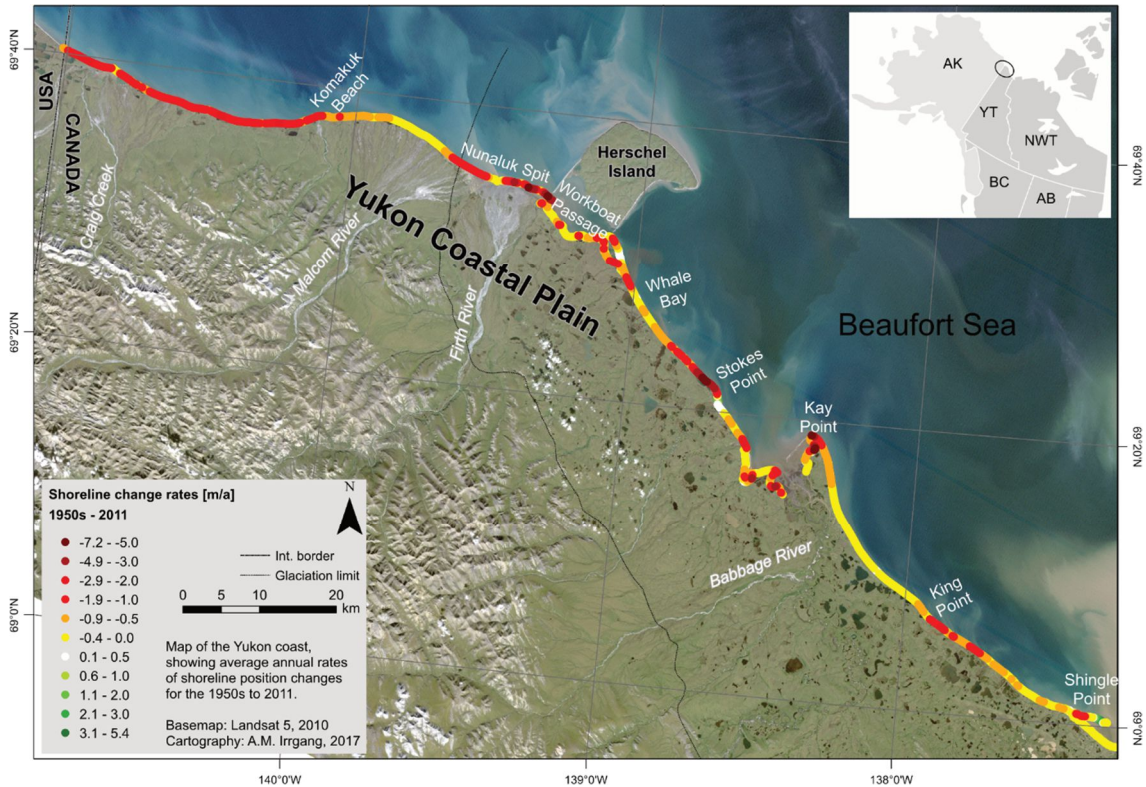 69°40'N
USA
CANADA
Craig Creek
Komakuk
Beach
Malcom River
Nunaluk Spit
Herschel
Island
Workboat
Passage
Yukon Coastal Plain
Firth River
Whale
Bay
Stokes
Point
Beaufort Sea
Kay
Point
Babbage River
King
Point
Shingle
Point
AK
YT
NWT
BC
AB
69°40'N
69°20'N
69°20'N
69°0'N
69°0'N
Shoreline change rates [m/a]
1950s - 2011
-7.2 - -5.0
-4.9 - -3.0
-2.9 - -2.0
-1.9 - -1.0
-0.9 - -0.5
-0.4 - 0.0
0.1 - 0.5
0.6 - 1.0
1.1 - 2.0
2.1 - 3.0
3.1 - 5.4
N
Int. border
Glaciation limit
0 5 10 20
km
Map of the Yukon coast,
showing average annual rates
of shoreline position changes
for the 1950s to 2011.
Basemap: Landsat 5, 2010
Cartography: A.M. Irrgang, 2017
140°0'W
139°0'W
138°0'W